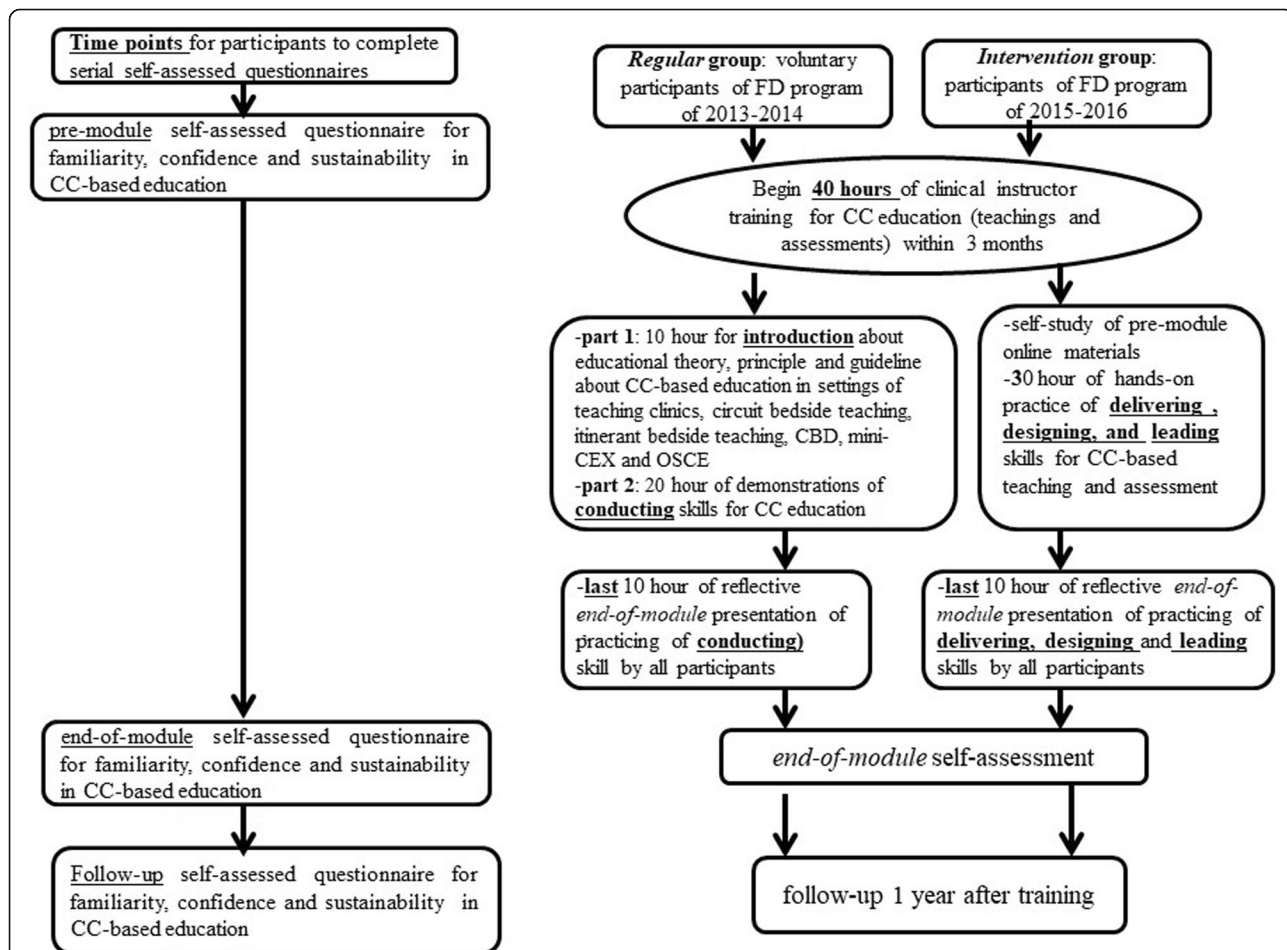 Time points for participants to complete
serial self-assessed questionnaires
pre-module self-assessed questionnaire for
familiarity, confidence and sustainability in
CC-based education
end-of-module self-assessed questionnaire
for familiarity, confidence and sustainability
in CC-based education
Follow-up self-assessed questionnaire for
familiarity, confidence and sustainability in
CC-based education
Regular group: voluntary
participants of FD program
of 2013-2014
Intervention group:
participants of FD program
of 2015-2016
Begin 40 hours of clinical instructor
training for CC education (teachings and
assessments) within 3 months
-part 1: 10 hour for introduction about
educational theory, principle and guideline
about CC-based education in settings of
teaching clinics, circuit bedside teaching,
itinerant bedside teaching, CBD, mini-
CEX and OSCE
-part 2: 20 hour of demonstrations of
conducting skills for CC education
-self-study of pre-module
online materials
-30 hour of hands-on
practice of delivering ,
designing, and leading
skills for CC-based
teaching and assessment
-last 10 hour of reflective
end-of-module presentation of
practicing of conducting)
skill by all participants
-last 10 hour of reflective end-of-
module presentation of practicing of
delivering, designing and leading
skills by all participants
end-of-module self-assessment
follow-up 1 year after training